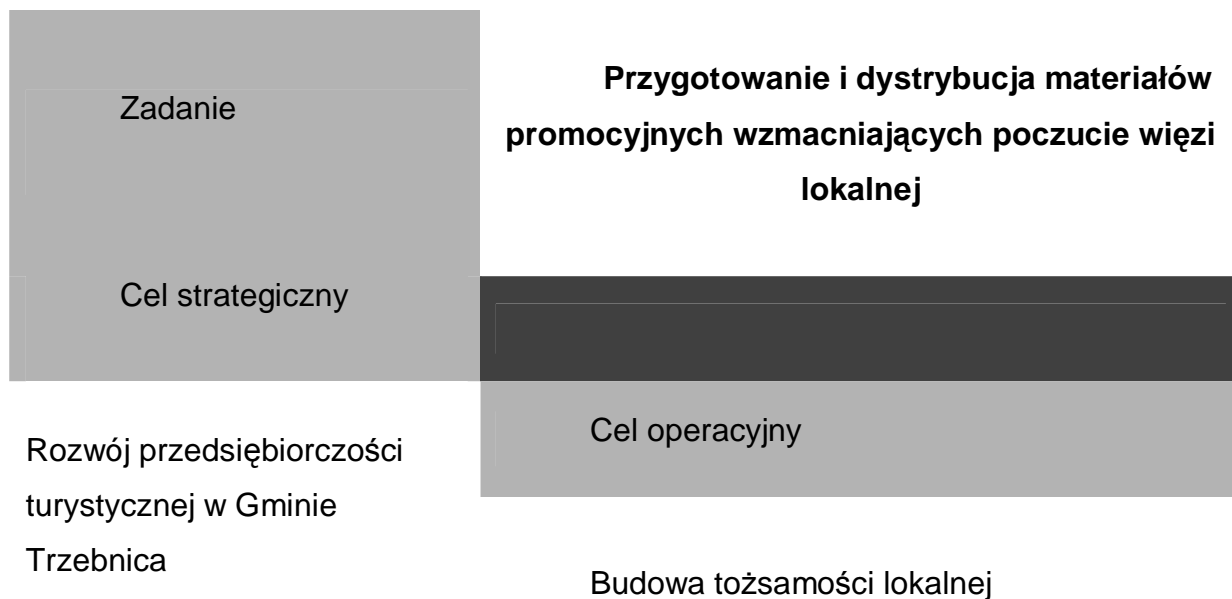 Zadanie
Przygotowanie i dystrybucja materiałów
promocyjnych wzmacniających poczucie więzi
lokalnej
Cel strategiczny
Rozwój przedsiębiorczości
turystycznej w Gminie
Trzebnica
Cel operacyjny
Budowa tożsamości lokalnej